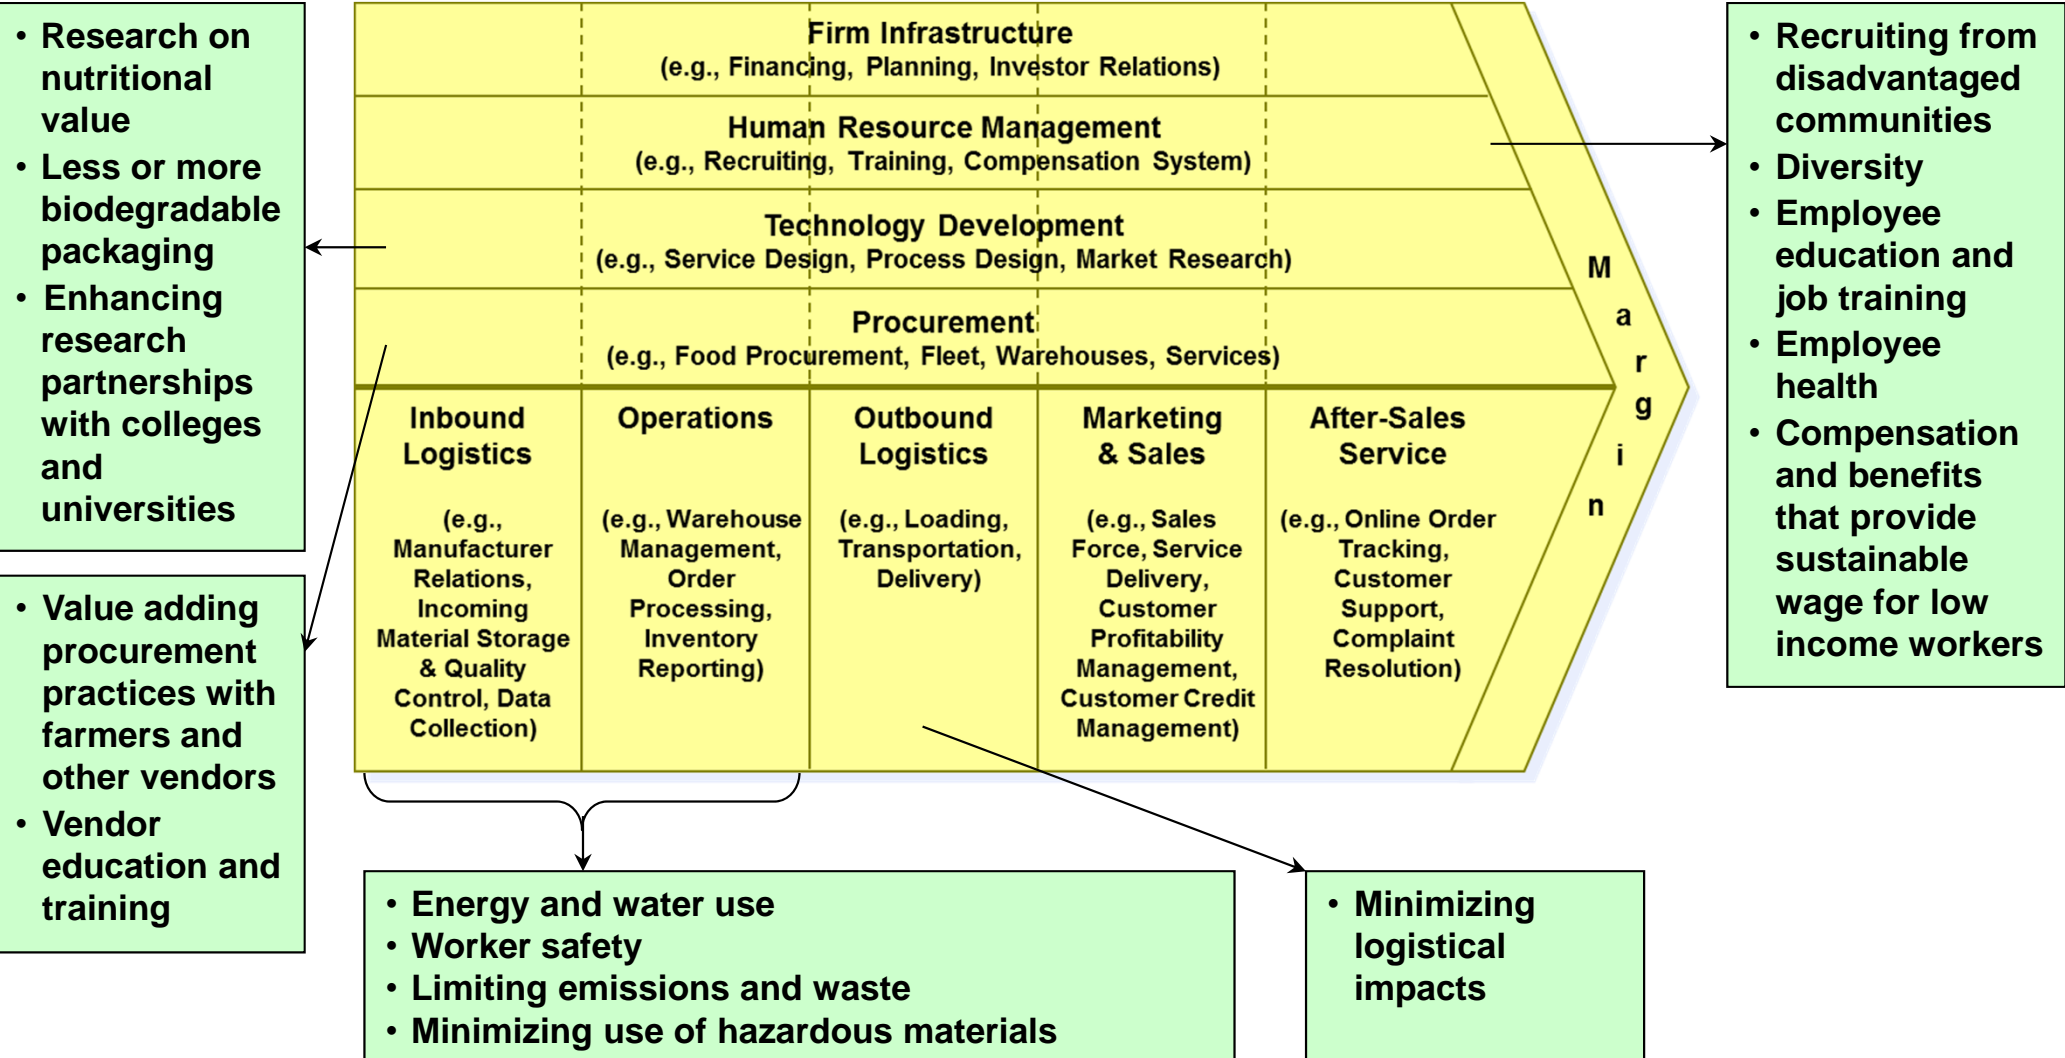 • Research on
nutritional
value
• Less or more
biodegradable
packaging
• Enhancing
research
partnerships
with colleges
and
universities
• Value adding
procurement
practices with
farmers and
other vendors
• Vendor
education and
training
Firm Infrastructure
(e.g., Financing, Planning, Investor Relations)
Human Resource Management
(e.g., Recruiting, Training, Compensation System)
Technology Development
(e.g., Service Design, Process Design, Market Research)
Procurement
(e.g., Food Procurement, Fleet, Warehouses, Services)
Inbound
Logistics
(e.g.,
Manufacturer
Relations,
Incoming
Material Storage
& Quality
Control, Data
Collection)
Operations
(e.g., Warehouse
Management,
Order
Processing,
Inventory
Reporting)
Outbound
Logistics
(e.g., Loading,
Transportation,
Delivery)
Marketing
& Sales
(e.g., Sales
Force, Service
Delivery,
Customer
Profitability
Management,
Customer Credit
Management)
After-Sales
Service
(e.g., Online Order
Tracking,
Customer
Support,
Complaint
Resolution)
M
a
r
g
i
n
• Recruiting from
disadvantaged
communities
• Diversity
• Employee
education and
job training
• Employee
health
• Compensation
and benefits
that provide
sustainable
wage for low
income workers
• Energy and water use
• Worker safety
• Limiting emissions and waste
• Minimizing use of hazardous materials
• Minimizing
logistical
impacts